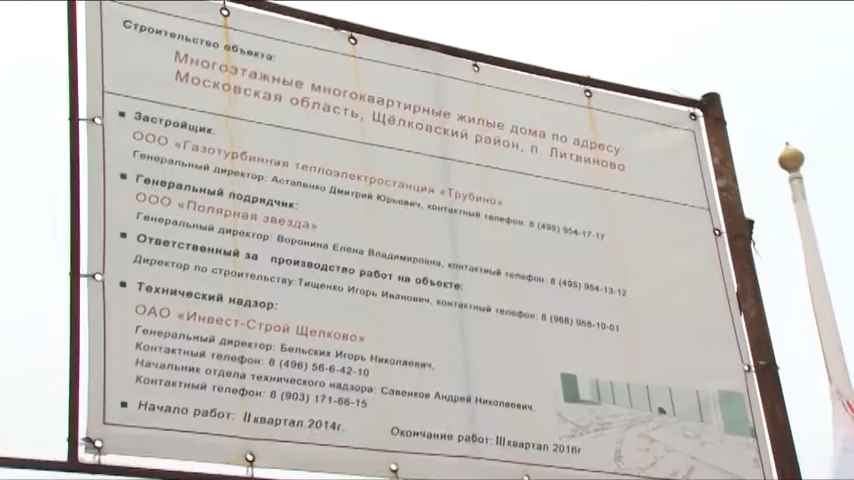 Строительство объекта:
Многоэтажные многоквартирные жилые дома по адресу:
Московская область, Щёлковский район, п. Литвиново
Застройщик:
ООО «Газотурбинная теплоэлектростанция «Трубино»
Генеральный директор: Астапенко Дмитрий Юрьевич, контактный телефон: 8 (495) 954-17-17
Генеральный подрядчик:
ООО «Полярная звезда»
Генеральный директор: Воронина Елена Владимировна, контактный телефон: 8 (495) 954-13-12
Ответственный за производство работ на объекте:
Директор по строительству: Тищенко Игорь Иванович, контактный телефон: 8 (968) 958-10-01
Технический надзор:
ОАО «Инвест-Строй Щелково»
Генеральный директор: Бельских Игорь Николаевич.
Контактный телефон: 8 (496) 56-6-42-10
Начальник отдела технического надзора: Савенков Андрей Николаевич.
Контактный телефон: 8 (903) 171-66-15
Начало работ: II квартал 2014г.
Окончание работ: III квартал 2016г